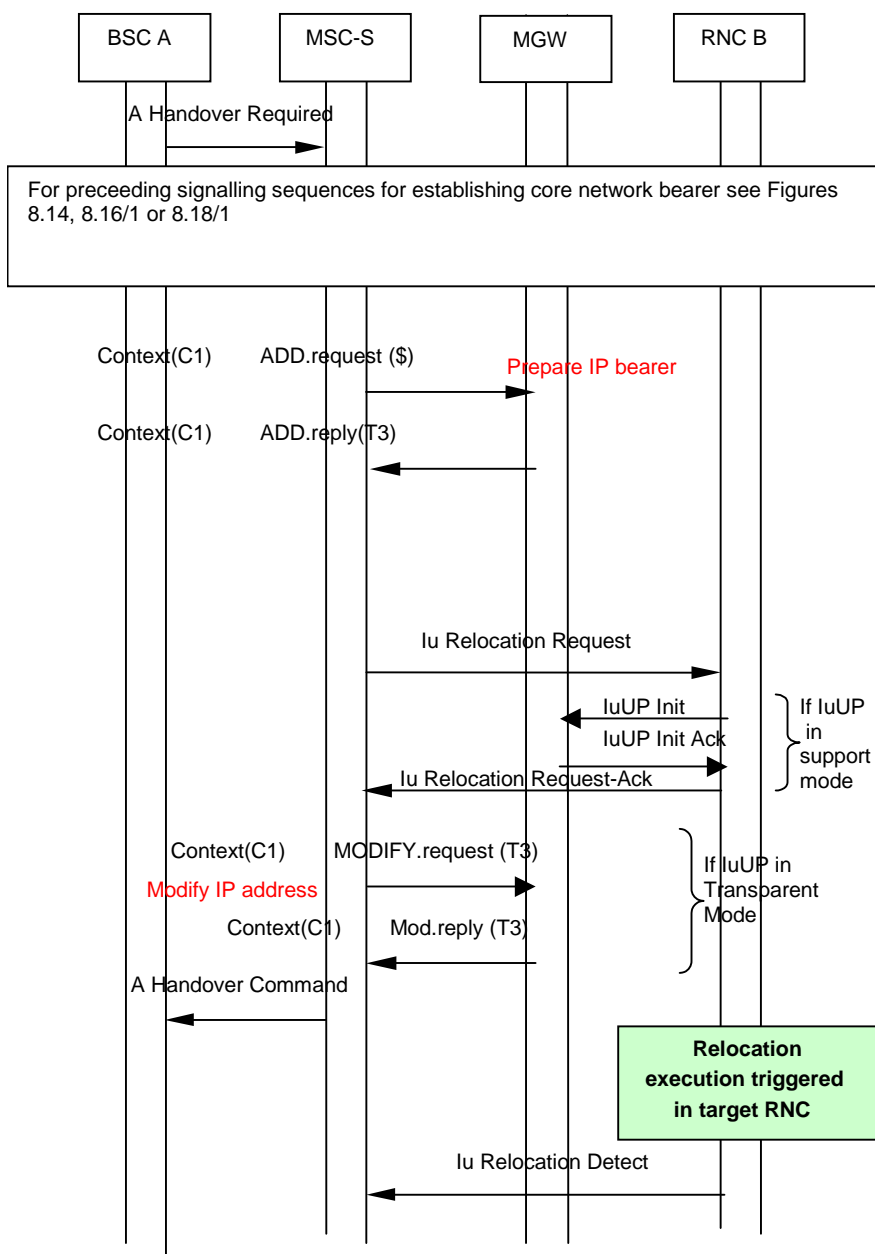 BSC A
MSC-S
MGW
RNC B
A Handover Required
For preceeding signalling sequences for establishing core network bearer see Figures
8.14, 8.16/1 or 8.18/1
Context(C1) ADD.request ($)
Prepare IP bearer
Context(C1) ADD.reply(T3)
Iu Relocation Request
IuUP Init
IuUP Init Ack
If IuUP
in
support
mode
Iu Relocation Request-Ack
Context(C1) MODIFY.request (T3)
Modify IP address
If IuUP in
Transparent
Mode
Context(C1) Mod.reply (T3)
A Handover Command
Relocation
execution triggered
in target RNC
Iu Relocation Detect